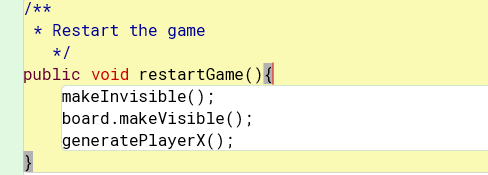 /**
 * Restart the game
   */
public void restartGame(){
    makeInvisible();
    board.makeVisible();
    generatePlayerX();
}